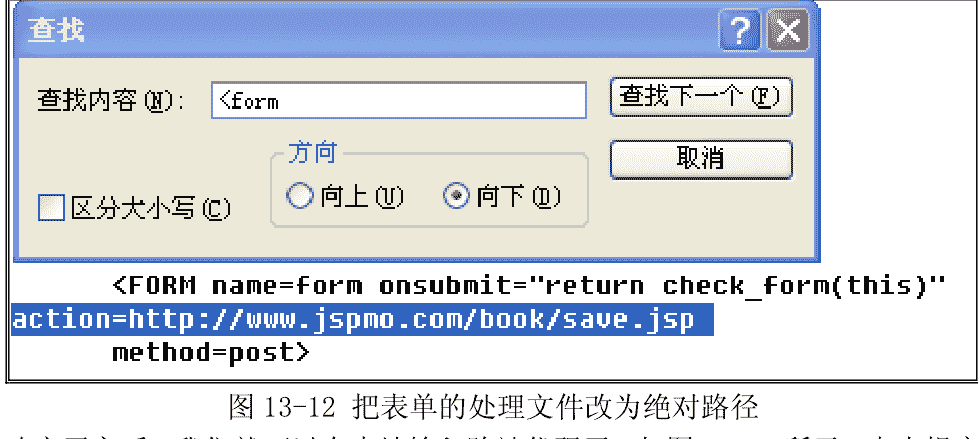 查找
查找内容(N): <form 查找下一个(F)
方向 取消
区分大小写(C) 向上(U) 向下(D)
<FORM name=form onsubmit="return check_form(this)"
action=http://www.jspmo.com/book/save.jsp
method=post>
图 13-12 把表单的处理文件改为绝对路径